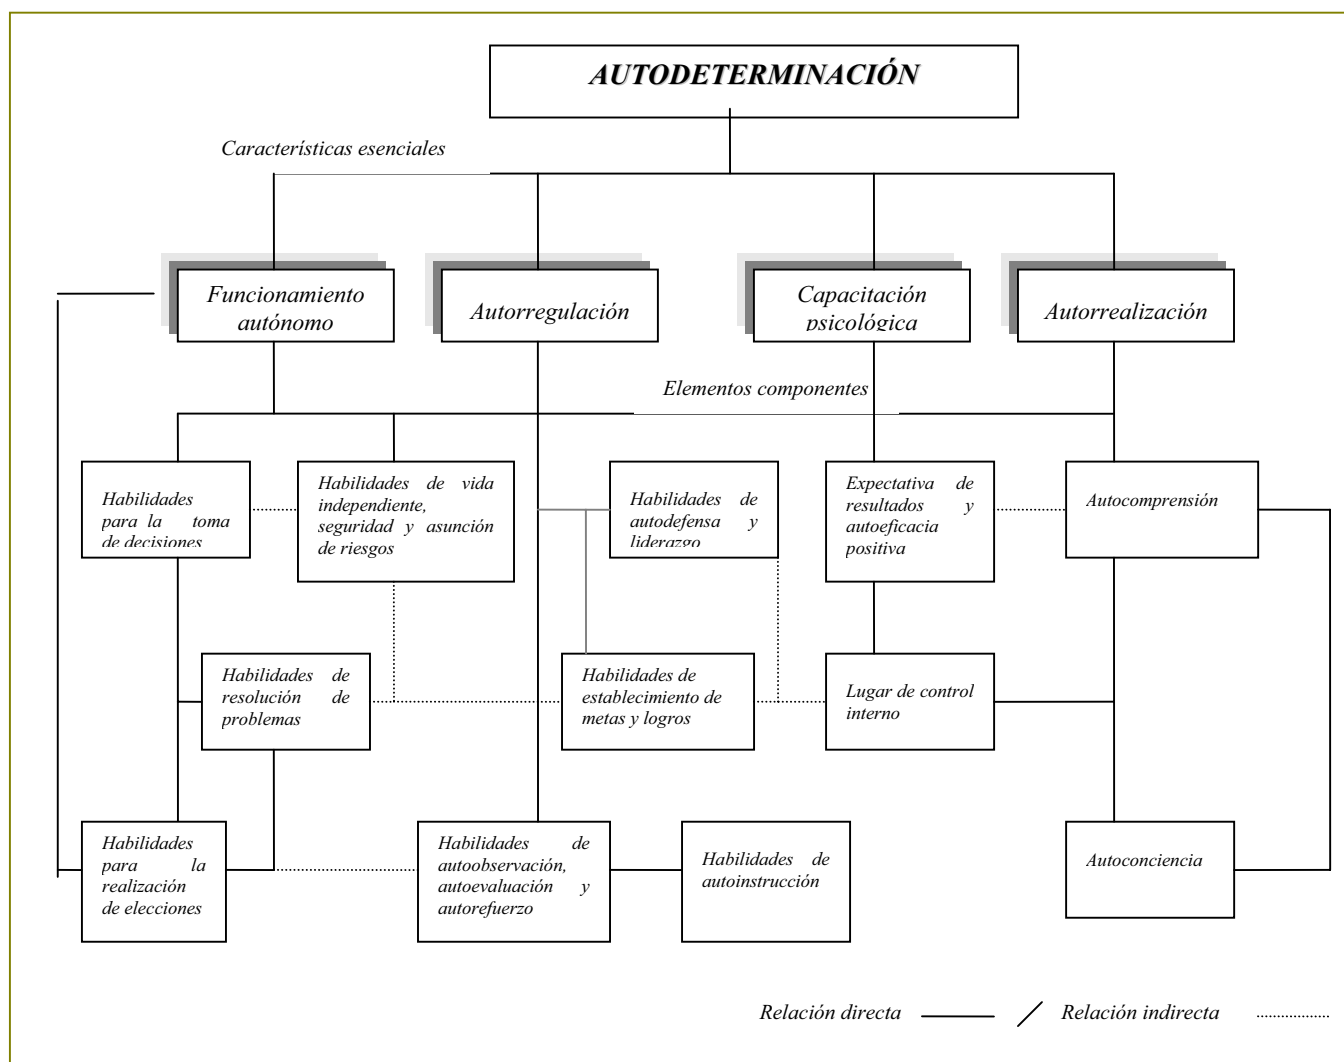 AUTODETERMINACIÓN
Características esenciales
Funcionamiento
autónomo
Autorregulación
Capacitación
psicológica
Autorrealización
Elementos componentes
Habilidades
para la toma
de decisiones
Habilidades de vida
independiente,
seguridad y asunción
de riesgos
Habilidades de
autodefensa y
liderazgo
Expectativa de
resultados y
autoeficacia
positiva
Autocomprensión
Habilidades de
resolución de
problemas
Habilidades de
establecimiento de
metas y logros
Lugar de control
interno
Habilidades
para la
realización
de elecciones
Habilidades de
autoobservación,
autoevaluación y
autorefuerzo
Habilidades de
autoinstrucción
Autoconciencia
Relación directa
Relación indirecta